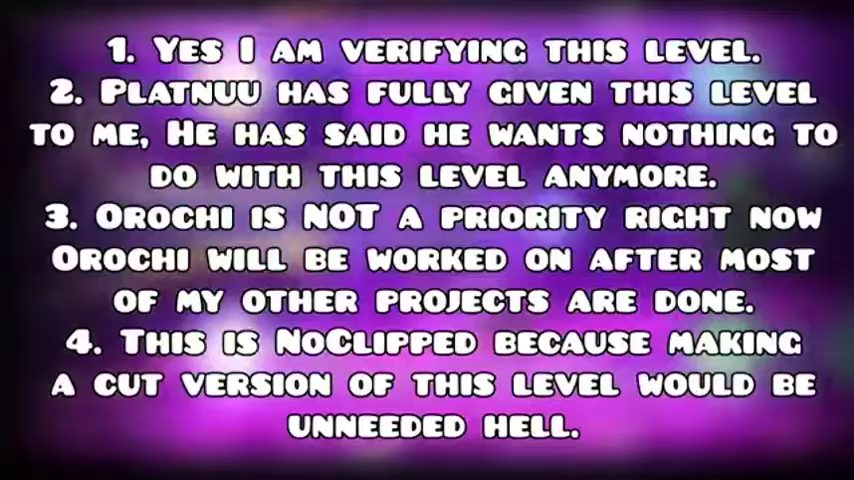 1. Yes I am verifying this level.
2. Platnuu has fully given this level
to me, He has said he wants nothing to
do with this level anymore.
3. Orochi is NOT a priority right now
Orochi will be worked on after most
of my other projects are done.
4. This is NoClipped because making
a cut version of this level would be
unneeded hell.